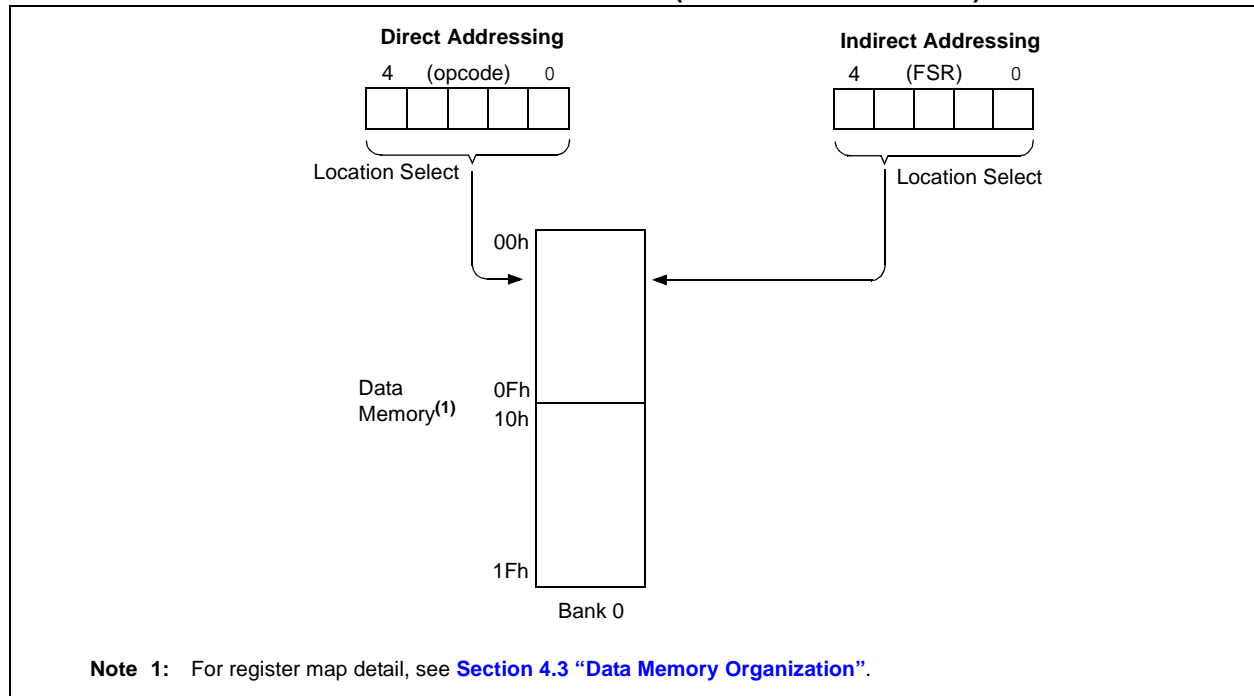 Direct Addressing
4 (opcode) 0
Location Select
Indirect Addressing
4 (FSR) 0
Location Select
00h
Data
Memory(1)
0Fh
10h
1Fh
Bank 0
Note 1: For register map detail, see Section 4.3 “Data Memory Organization”.